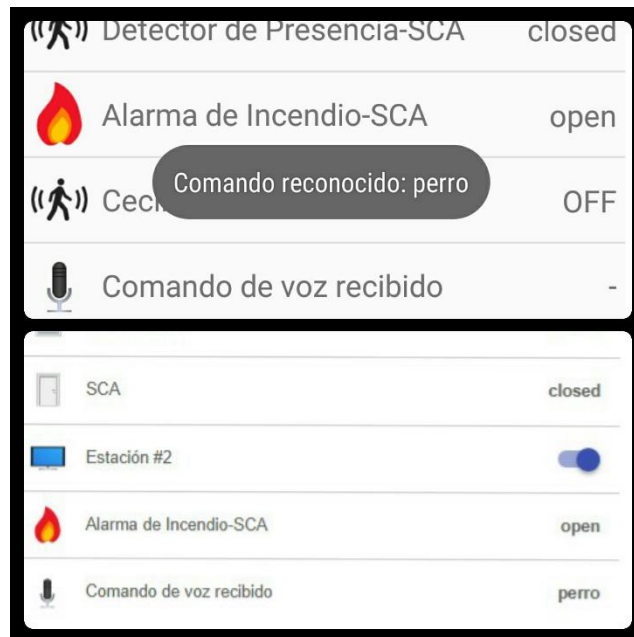 Detector de Presencia-SCA closed
Alarma de Incendio-SCA open
Comando reconocido: perro
OFF
Comando de voz recibido -
SCA closed
Estación #2
Alarma de Incendio-SCA open
Comando de voz recibido perro